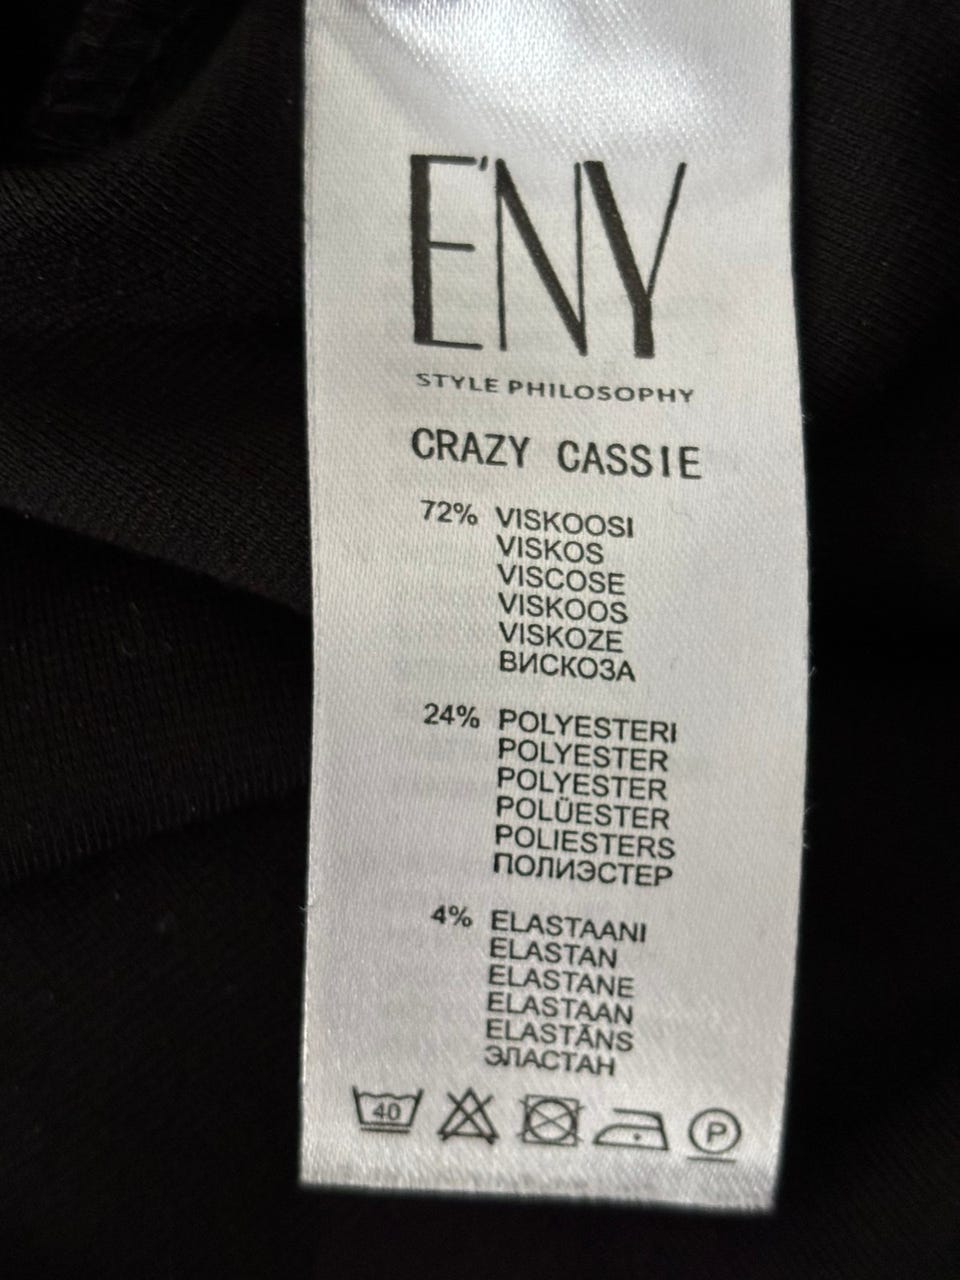 E'NY
STYLE PHILOSOPHY
CRAZY CASSIE
72% VISKOOSI
VISKOS
VISCOSE
VISKOOS
VISKOZE
ВИСКОЗА
24% POLYESTERI
POLYESTER
POLYESTER
POLÜESTER
POLIESTERS
ПОЛИЭСТЕР
4% ELASTAANI
ELASTAN
ELASTANE
ELASTAAN
ELASTĀNS
ЭЛАСТАН
40 P